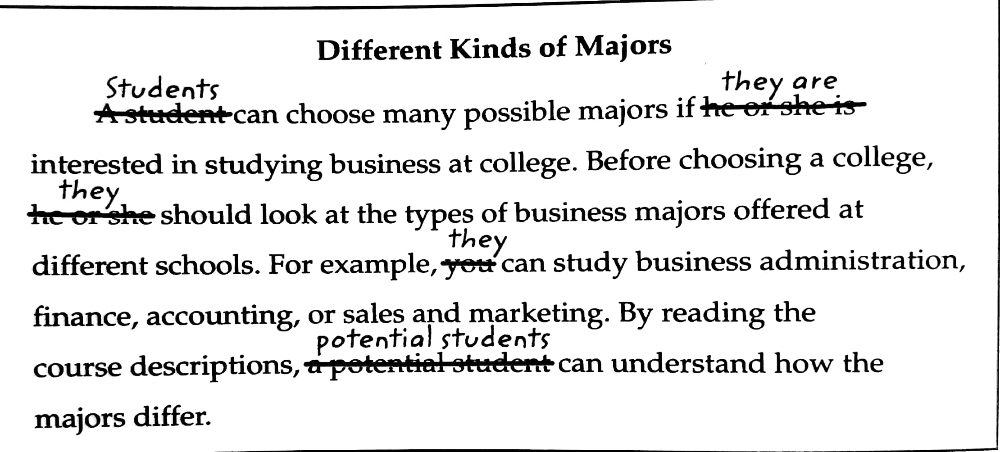 Different Kinds of Majors
Students they are
A student can choose many possible majors if he or she is
interested in studying business at college. Before choosing a college,
they
he or she should look at the types of business majors offered at
they
different schools. For example, you can study business administration,
finance, accounting, or sales and marketing. By reading the
potential students
course descriptions, a potential student can understand how the
majors differ.